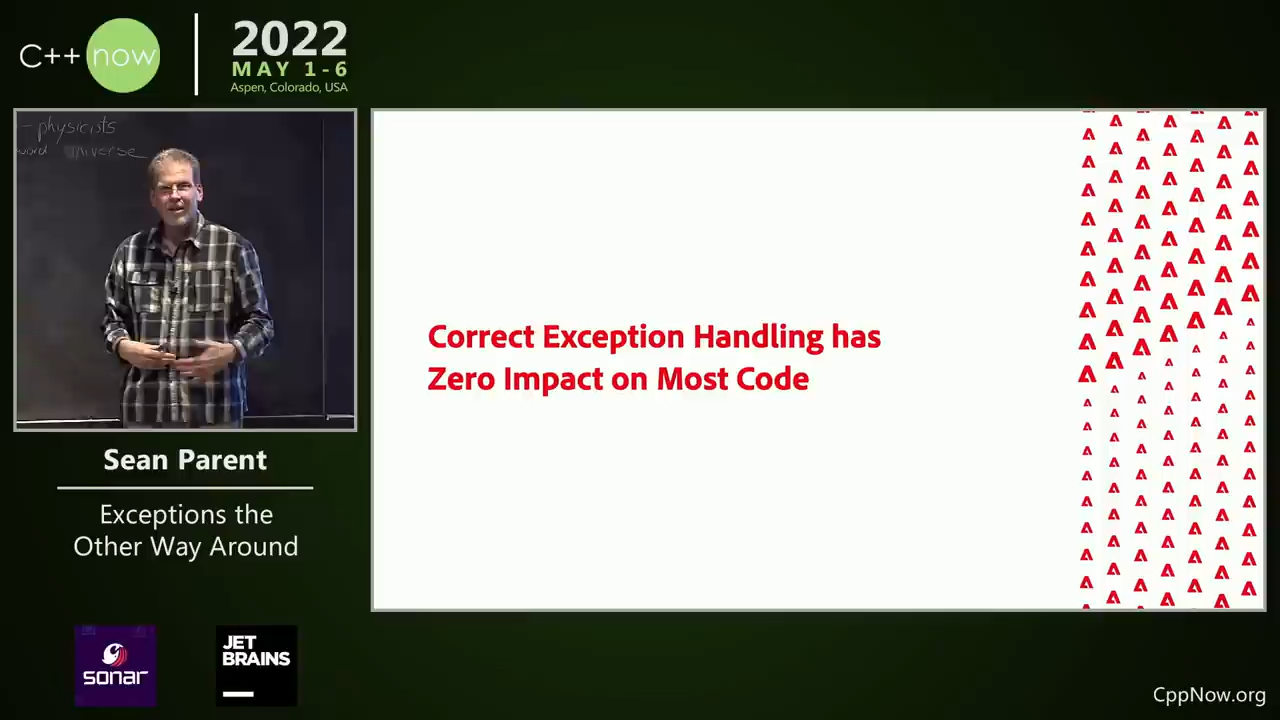 C++ now
2022
MAY 1-6
Aspen, Colorado, USA
- physicists
word universe
Correct Exception Handling has
Zero Impact on Most Code
Sean Parent
Exceptions the
Other Way Around
sonar
JET
BRAINS
CppNow.org